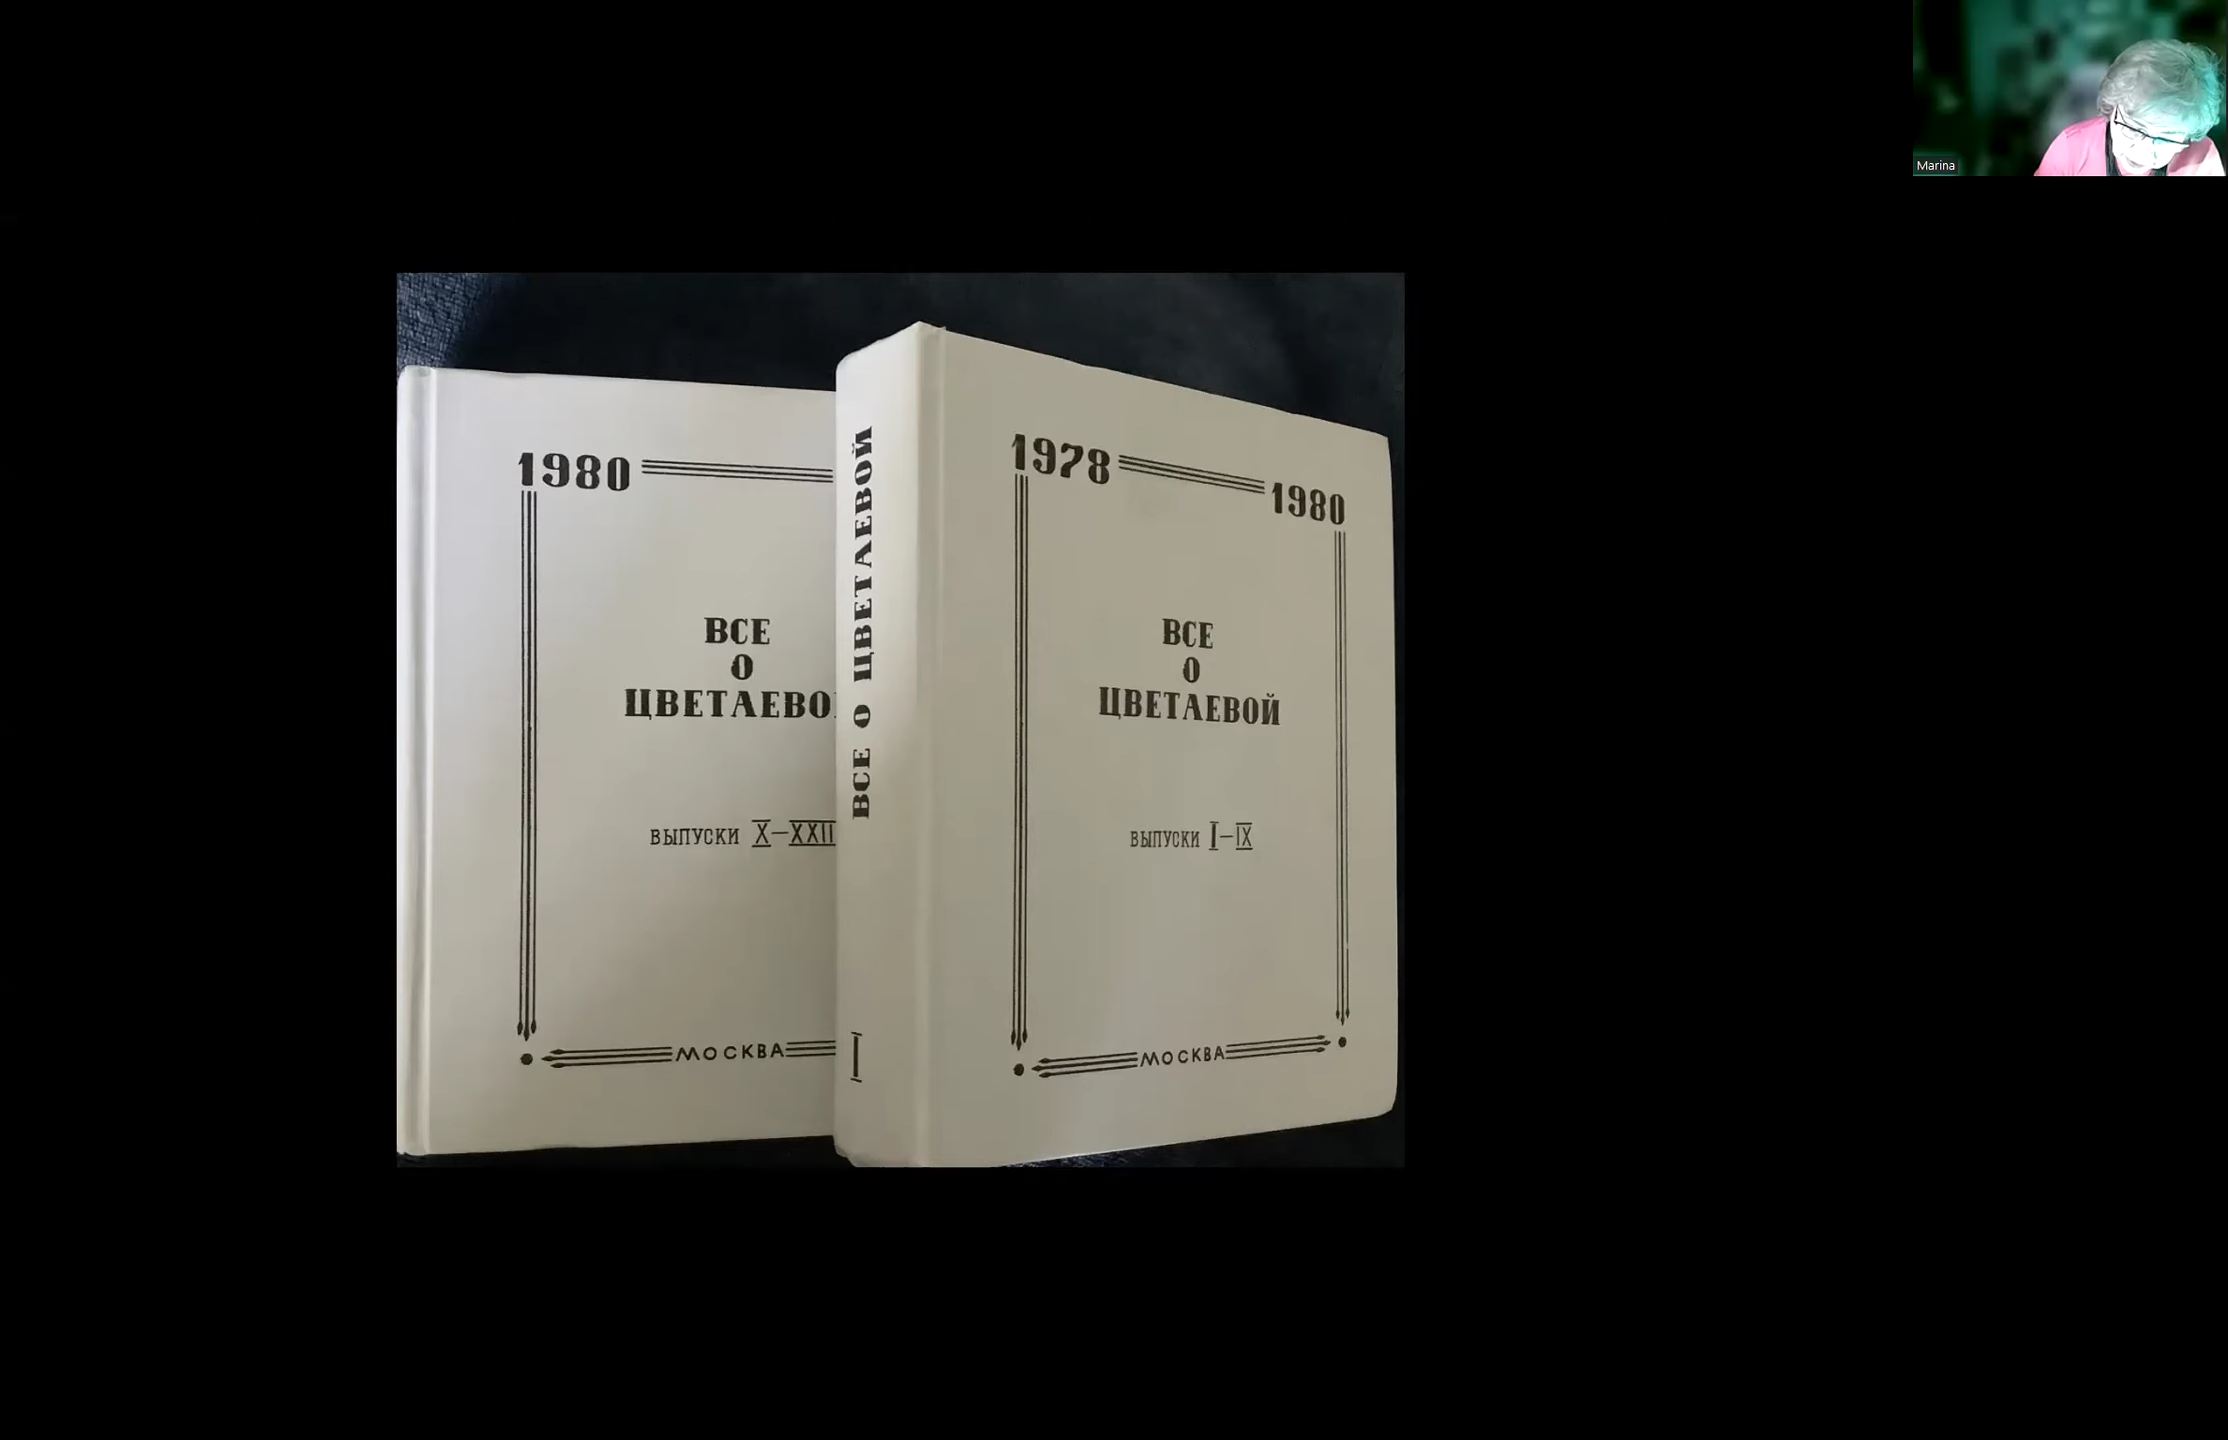 Marina
1980
ВСЕ
О
ЦВЕТАЕВО
ВЫПУСКИ X–XXII
МОСКВА
ВСЕ О ЦВЕТАЕВОЙ
I
1978
1980
ВСЕ
О
ЦВЕТАЕВОЙ
ВЫПУСКИ I–IX
МОСКВА